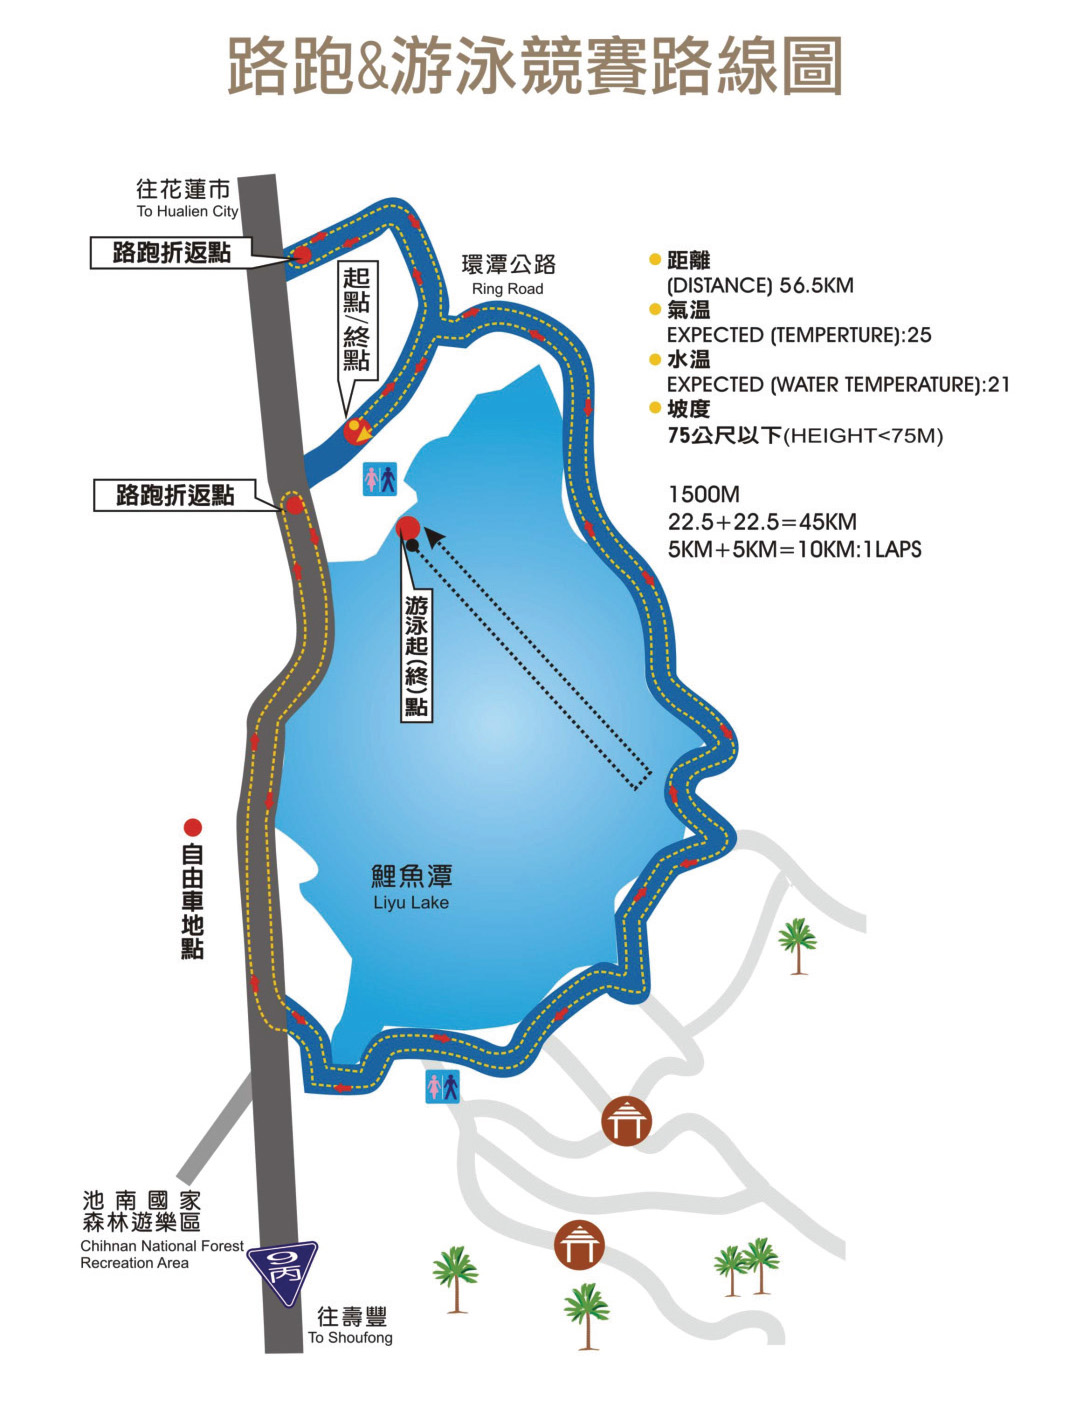 路跑&游泳競賽路線圖
往花蓮市
To Hualien City
路跑折返點
起點/終點
環潭公路
Ring Road
距離
(DISTANCE) 56.5KM
氣温
EXPECTED (TEMPERTURE):25
水温
EXPECTED (WATER TEMPERATURE):21
坡度
75公尺以下(HEIGHT<75M)
1500M
22.5+22.5=45KM
5KM+5KM=10KM:1LAPS
路跑折返點
游泳起(終)點
自由車地點
鯉魚潭
Liyu Lake
池南國家
森林遊樂區
Chihnan National Forest
Recreation Area
9
丙
往壽豐
To Shoufong